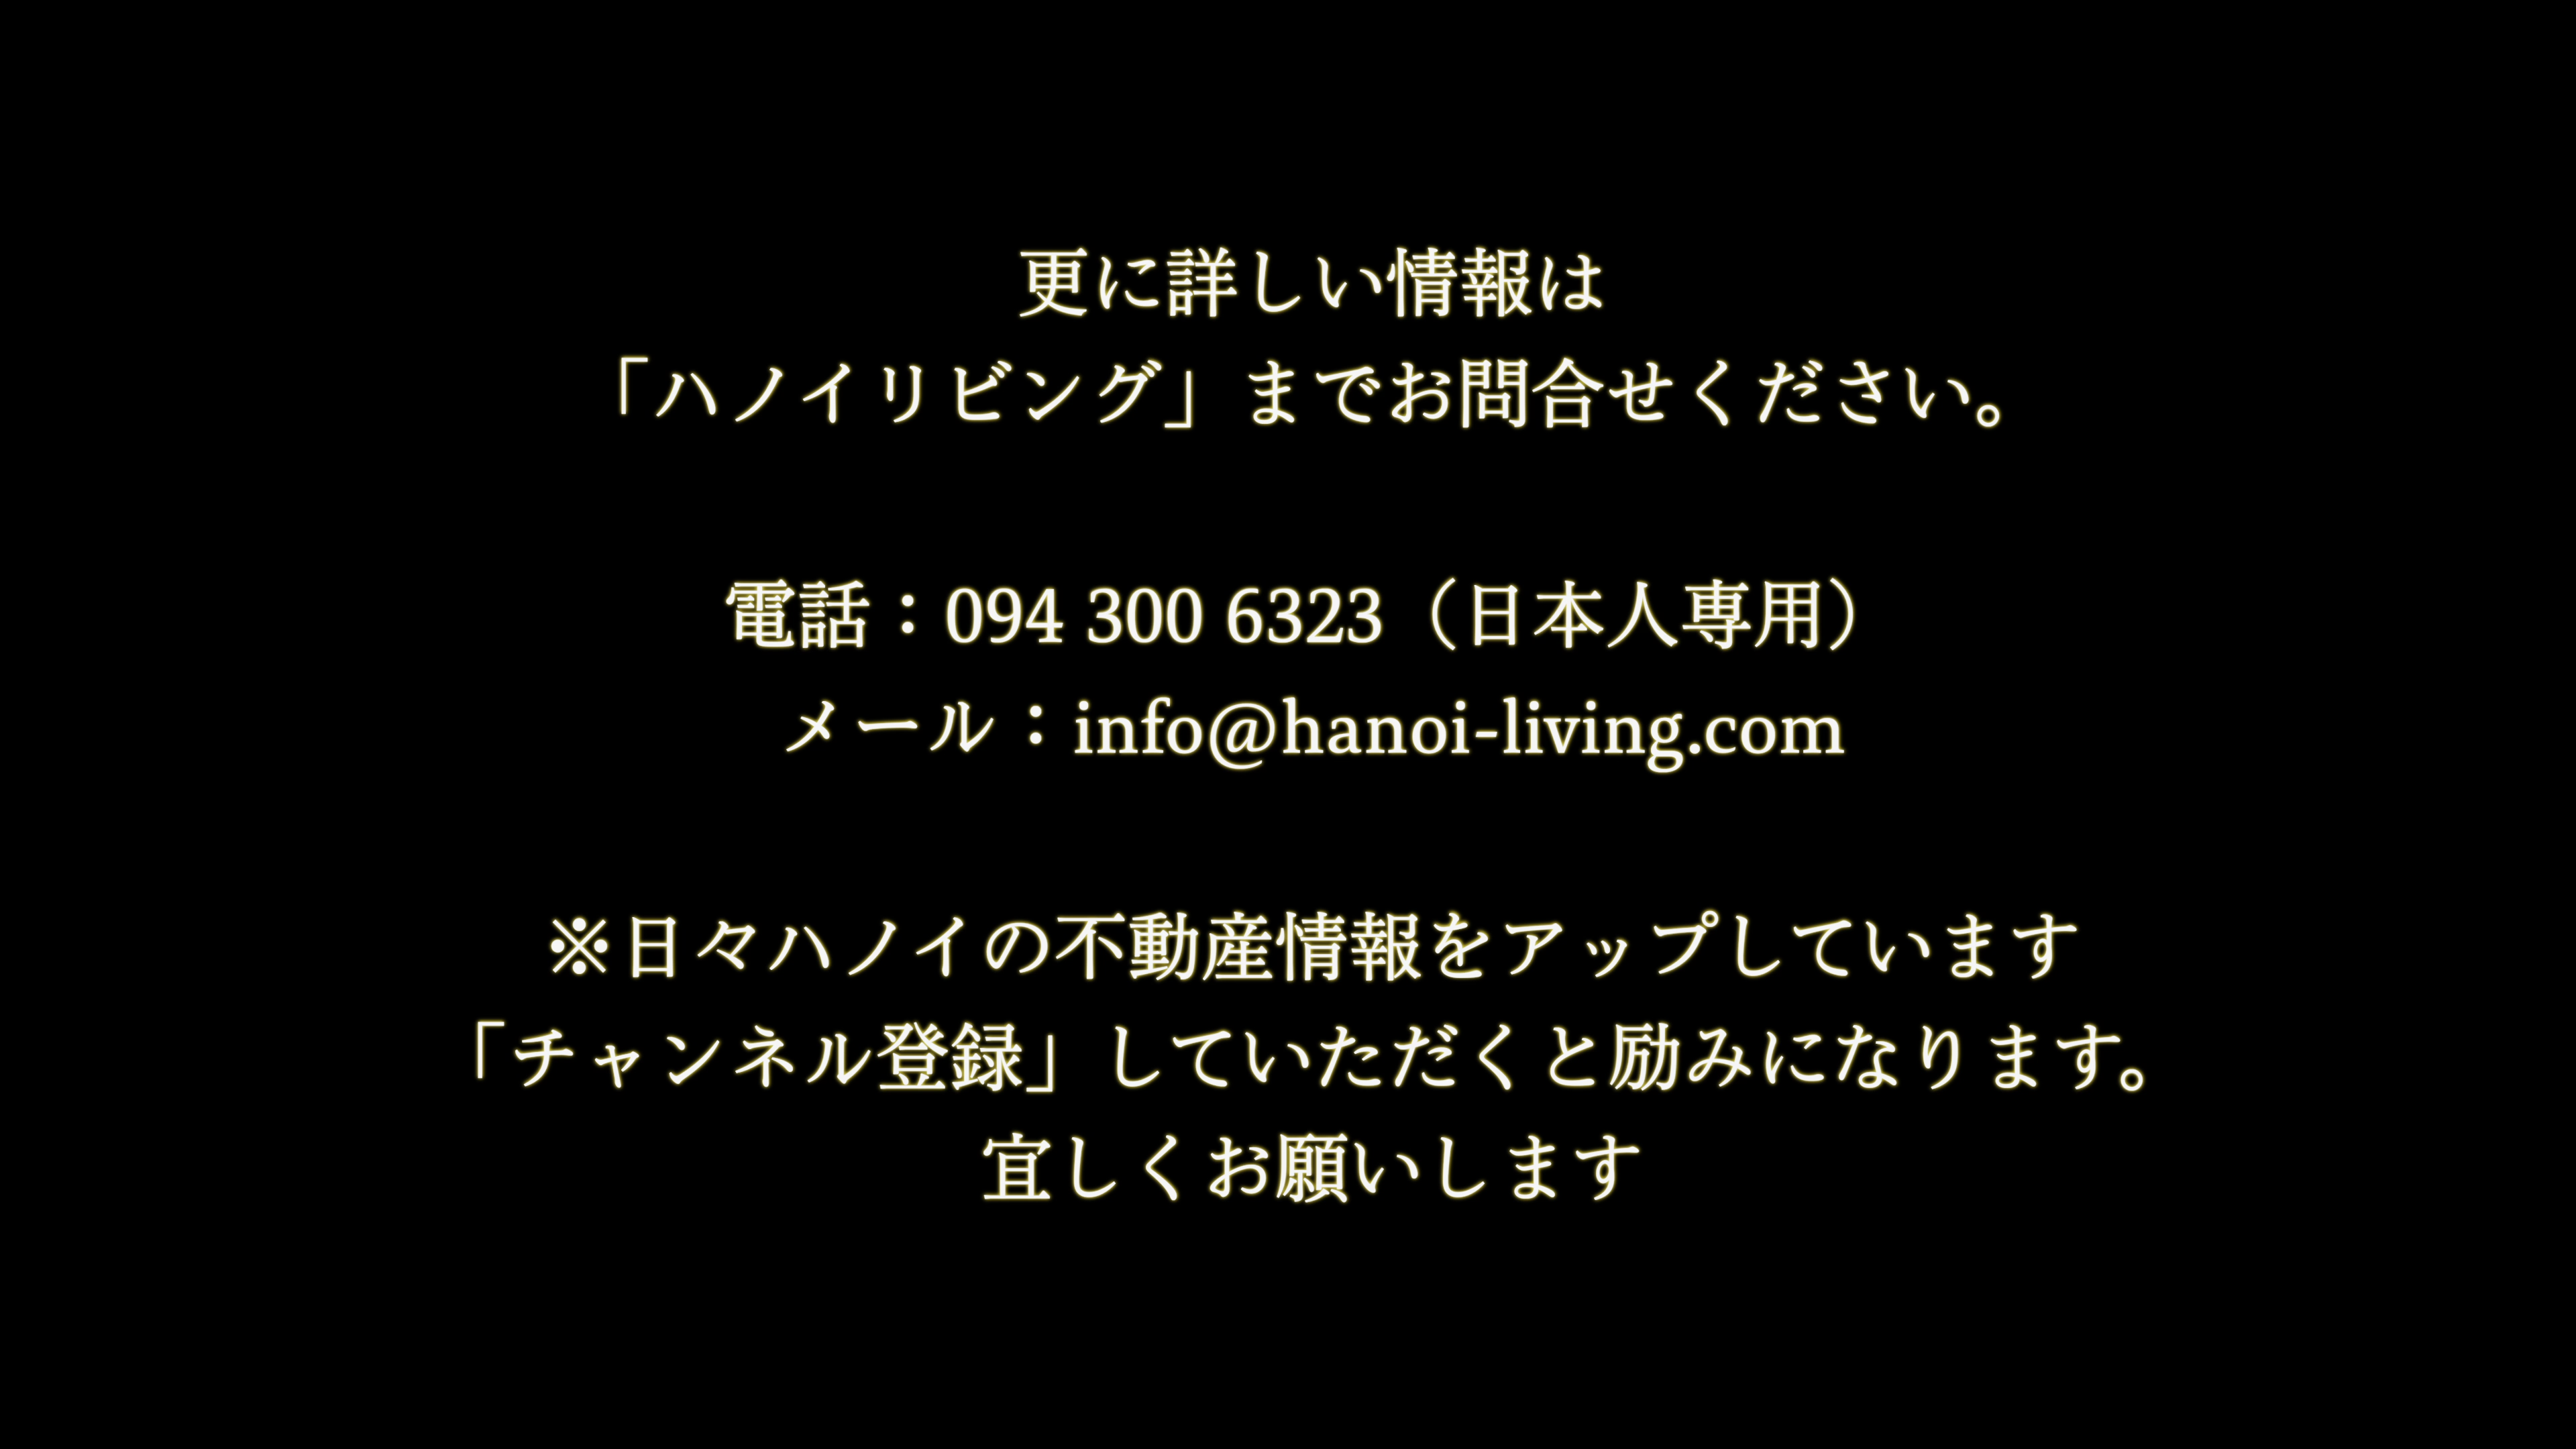 更に詳しい情報は
「ハノイリビング」までお問合せください。
電話：094 300 6323（日本人専用）
メール：info@hanoi-living.com
※日々ハノイの不動産情報をアップしています
「チャンネル登録」していただくと励みになります。
宜しくお願いします